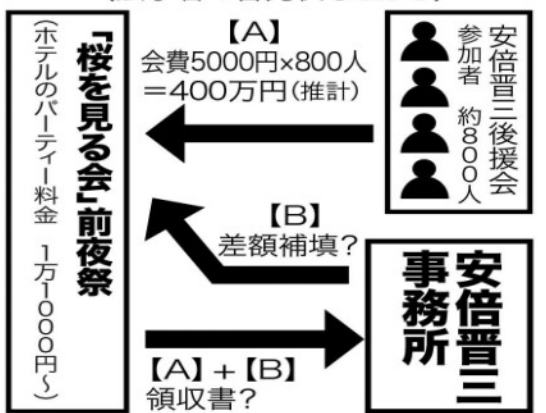 【A】
会費5000円×800人
＝400万円(推計)
安倍晋三後援会
参加者 約800人
「桜を見る会」前夜祭
（ホテルのパーティー料金 1万1000円～）
【B】
差額補填?
安倍晋三
事務所
【A】+【B】
領収書?